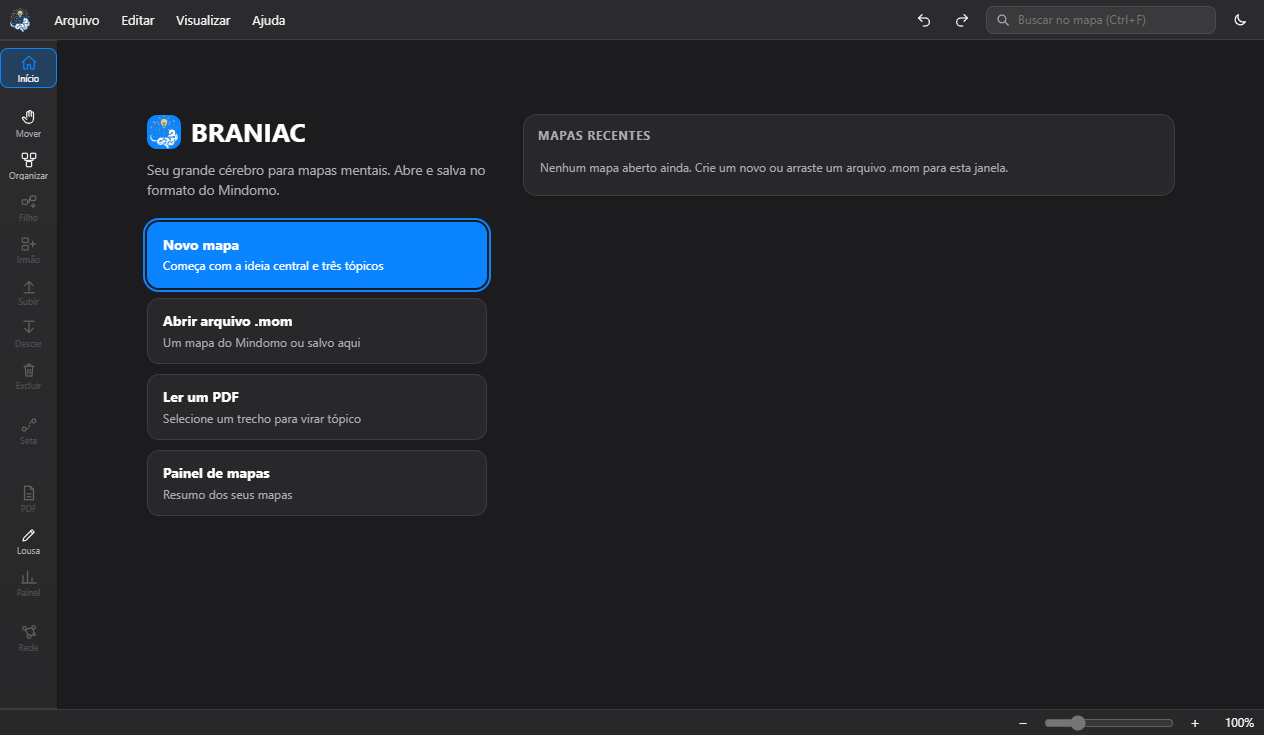 Arquivo Editar Visualizar Ajuda
Buscar no mapa (Ctrl+F)
Início
Mover
Organizar
Filho
Irmão
Subir
Descer
Excluir
Seta
PDF
Lousa
Painel
Rede
BRANIAC
Seu grande cérebro para mapas mentais. Abre e salva no
formato do Mindomo.
Novo mapa
Começa com a ideia central e três tópicos
Abrir arquivo .mom
Um mapa do Mindomo ou salvo aqui
Ler um PDF
Selecione um trecho para virar tópico
Painel de mapas
Resumo dos seus mapas
MAPAS RECENTES
Nenhum mapa aberto ainda. Crie um novo ou arraste um arquivo .mom para esta janela.
− + 100%